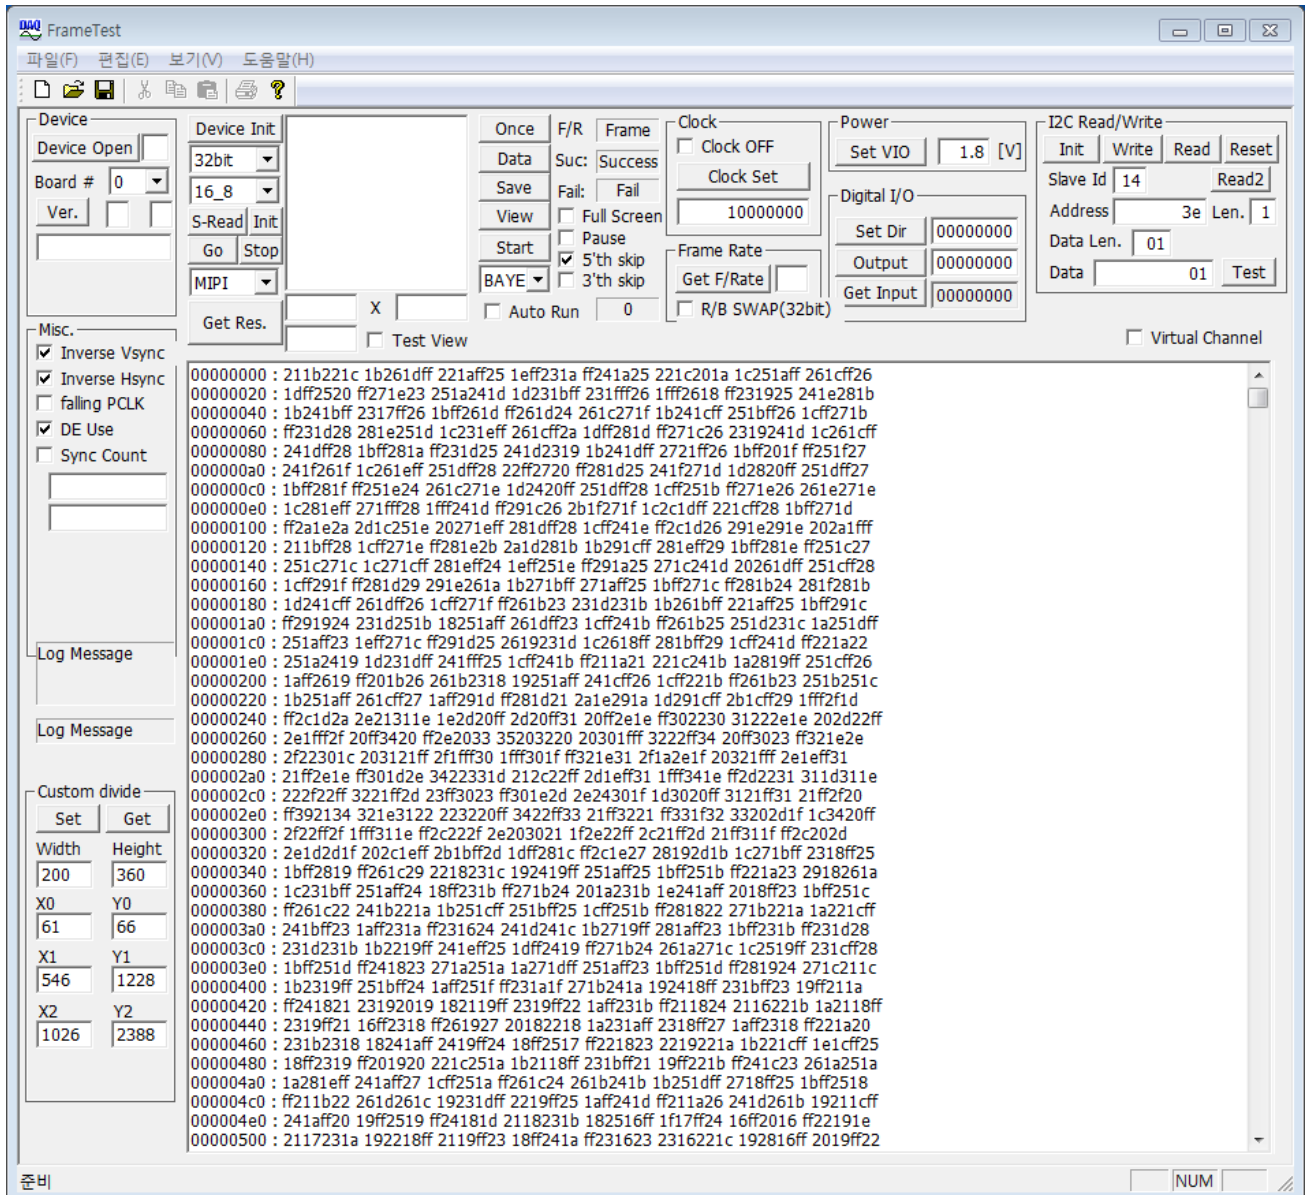 FrameTest
파일(F) 편집(E) 보기(V) 도움말(H)
Device
Device Open
Board # 0
Ver.
Device Init
32bit
16_8
S-Read Init
Go Stop
MIPI
Get Res.
X
Test View
Once
Data
Save
View
Start
BAYE
Auto Run
F/R Frame
Suc: Success
Fail: Fail
Full Screen
Pause
5'th skip
3'th skip
0
Clock
Clock OFF
Clock Set
10000000
Frame Rate
Get F/Rate
R/B SWAP(32bit)
Power
Set VIO 1.8 [V]
Digital I/O
Set Dir 00000000
Output 00000000
Get Input 00000000
I2C Read/Write
Init Write Read Reset
Slave Id 14 Read2
Address 3e Len. 1
Data Len. 01
Data 01 Test
Virtual Channel
Misc.
Inverse Vsync
Inverse Hsync
falling PCLK
DE Use
Sync Count
Log Message
Log Message
Custom divide
Set Get
Width Height
200 360
X0 Y0
61 66
X1 Y1
546 1228
X2 Y2
1026 2388
00000000 : 211b221c 1b261dff 221aff25 1eff231a ff241a25 221c201a 1c251aff 261cff26
00000020 : 1dff2520 ff271e23 251a241d 1d231bff 231fff26 1fff2618 ff231925 241e281b
00000040 : 1b241bff 2317ff26 1bff261d ff261d24 261c271f 1b241cff 251bff26 1cff271b
00000060 : ff231d28 281e251d 1c231eff 261cff2a 1dff281d ff271c26 2319241d 1c261cff
00000080 : 241dff28 1bff281a ff231d25 241d2319 1b241dff 2721ff26 1bff201f ff251f27
000000a0 : 241f261f 1c261eff 251dff28 22ff2720 ff281d25 241f271d 1d2820ff 251dff27
000000c0 : 1bff281f ff251e24 261c271e 1d2420ff 251dff28 1cff251b ff271e26 261e271e
000000e0 : 1c281eff 271fff28 1fff241d ff291c26 2b1f271f 1c2c1dff 221cff28 1bff271d
00000100 : ff2a1e2a 2d1c251e 20271eff 281dff28 1cff241e ff2c1d26 291e291e 202a1fff
00000120 : 211bff28 1cff271e ff281e2b 2a1d281b 1b291cff 281eff29 1bff281e ff251c27
00000140 : 251c271c 1c271cff 281eff24 1eff251e ff291a25 271c241d 20261dff 251cff28
00000160 : 1cff291f ff281d29 291e261a 1b271bff 271aff25 1bff271c ff281b24 281f281b
00000180 : 1d241cff 261dff26 1cff271f ff261b23 231d231b 1b261bff 221aff25 1bff291c
000001a0 : ff291924 231d251b 18251aff 261dff23 1cff241b ff261b25 251d231c 1a251dff
000001c0 : 251aff23 1eff271c ff291d25 2619231d 1c2618ff 281bff29 1cff241d ff221a22
000001e0 : 251a2419 1d231dff 241fff25 1cff241b ff211a21 221c241b 1a2819ff 251cff26
00000200 : 1aff2619 ff201b26 261b2318 19251aff 241cff26 1cff221b ff261b23 251b251c
00000220 : 1b251aff 261cff27 1aff291d ff281d21 2a1e291a 1d291cff 2b1cff29 1fff2f1d
00000240 : ff2c1d2a 2e21311e 1e2d20ff 2d20ff31 20ff2e1e ff302230 31222e1e 202d22ff
00000260 : 2e1fff2f 20ff3420 ff2e2033 35203220 20301fff 3222ff34 20ff3023 ff321e2e
00000280 : 2f22301c 203121ff 2f1fff30 1fff301f ff321e31 2f1a2e1f 20321fff 2e1eff31
000002a0 : 21ff2e1e ff301d2e 3422331d 212c22ff 2d1eff31 1fff341e ff2d2231 311d311e
000002c0 : 222f22ff 3221ff2d 23ff3023 ff301e2d 2e24301f 1d3020ff 3121ff31 21ff2f20
000002e0 : ff392134 321e3122 223220ff 3422ff33 21ff3221 ff331f32 33202d1f 1c3420ff
00000300 : 2f22ff2f 1fff311e ff2c222f 2e203021 1f2e22ff 2c21ff2d 21ff311f ff2c202d
00000320 : 2e1d2d1f 202c1eff 2b1bff2d 1dff281c ff2c1e27 28192d1b 1c271bff 2318ff25
00000340 : 1bff2819 ff261c29 2218231c 192419ff 251aff25 1bff251b ff221a23 2918261a
00000360 : 1c231bff 251aff24 18ff231b ff271b24 201a231b 1e241aff 2018ff23 1bff251c
00000380 : ff261c22 241b221a 1b251cff 251bff25 1cff251b ff281822 271b221a 1a221cff
000003a0 : 241bff23 1aff231a ff231624 241d241c 1b2719ff 281aff23 1bff231b ff231d28
000003c0 : 231d231b 1b2219ff 241eff25 1dff2419 ff271b24 261a271c 1c2519ff 231cff28
000003e0 : 1bff251d ff241823 271a251a 1a271dff 251aff23 1bff251d ff281924 271c211c
00000400 : 1b2319ff 251bff24 1aff251f ff231a1f 271b241a 192418ff 231bff23 19ff211a
00000420 : ff241821 23192019 182119ff 2319ff22 1aff231b ff211824 2116221b 1a2118ff
00000440 : 2319ff21 16ff2318 ff261927 20182218 1a231aff 2318ff27 1aff2318 ff221a20
00000460 : 231b2318 18241aff 2419ff24 18ff2517 ff221823 2219221a 1b221cff 1e1cff25
00000480 : 18ff2319 ff201920 221c251a 1b2118ff 231bff21 19ff221b ff241c23 261a251a
000004a0 : 1a281eff 241aff27 1cff251a ff261c24 261b241b 1b251dff 2718ff25 1bff2518
000004c0 : ff211b22 261d261c 19231dff 2219ff25 1aff241d ff211a26 241d261b 19211cff
000004e0 : 241aff20 19ff2519 ff24181d 2118231b 182516ff 1f17ff24 16ff2016 ff22191e
00000500 : 2117231a 192218ff 2119ff23 18ff241a ff231623 2316221c 192816ff 2019ff22
준비
NUM